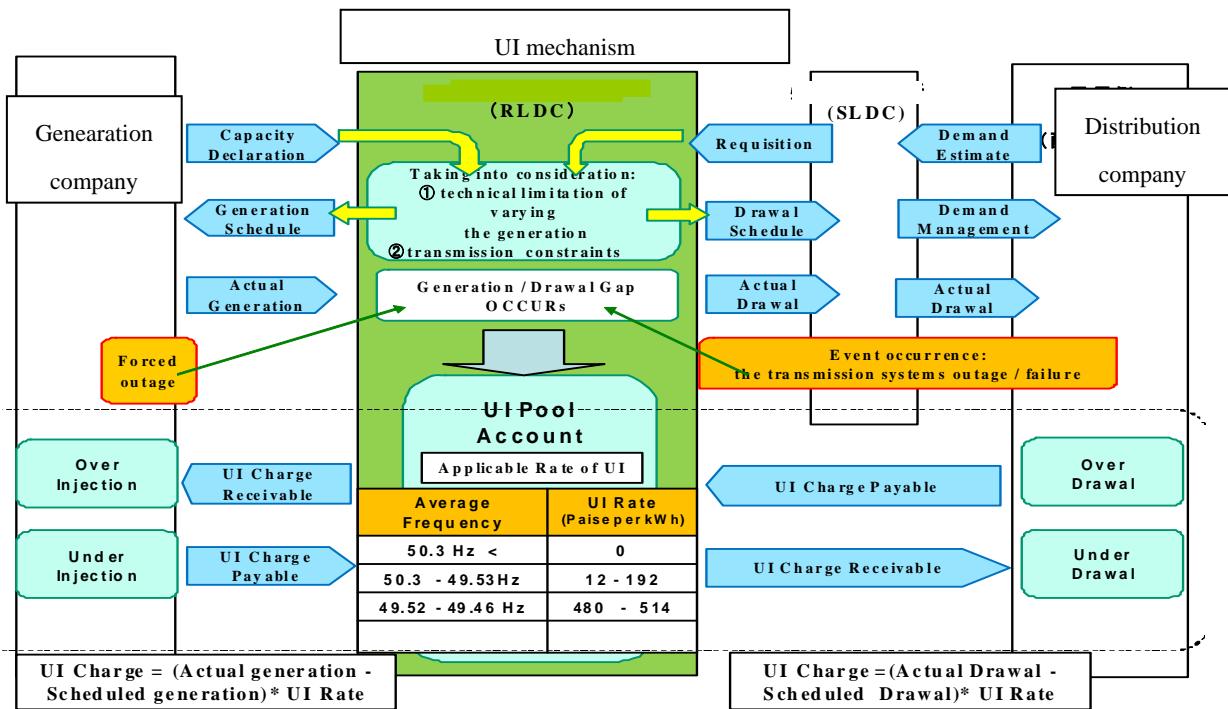 UI mechanism
(RLDC)
(SLDC)
Genearation
company
Distribution
company
Capacity
Declaration
Requisition
Demand
Estimate
Taking into consideration:
① technical limitation of
varying
the generation
②transmission constraints
Generation
Schedule
Drawal
Schedule
Demand
Management
Actual
Generation
Generation / Drawal Gap
OCCURs
Actual
Drawal
Actual
Drawal
Forced
outage
Event occurrence:
the transmission systems outage / failure
UI Pool
Account
Applicable Rate of UI
Over
Injection
UI Charge
Receivable
UI Charge Payable
Over
Drawal
Average
Frequency
UI Rate
(Paise per kWh)
50.3 Hz <
0
50.3 - 49.53Hz
12 - 192
49.52 - 49.46 Hz
480 - 514
Under
Injection
UI Charge
Payable
UI Charge Receivable
Under
Drawal
UI Charge = (Actual generation -
Scheduled generation)* UI Rate
UI Charge =(Actual Drawal -
Scheduled Drawal)* UI Rate